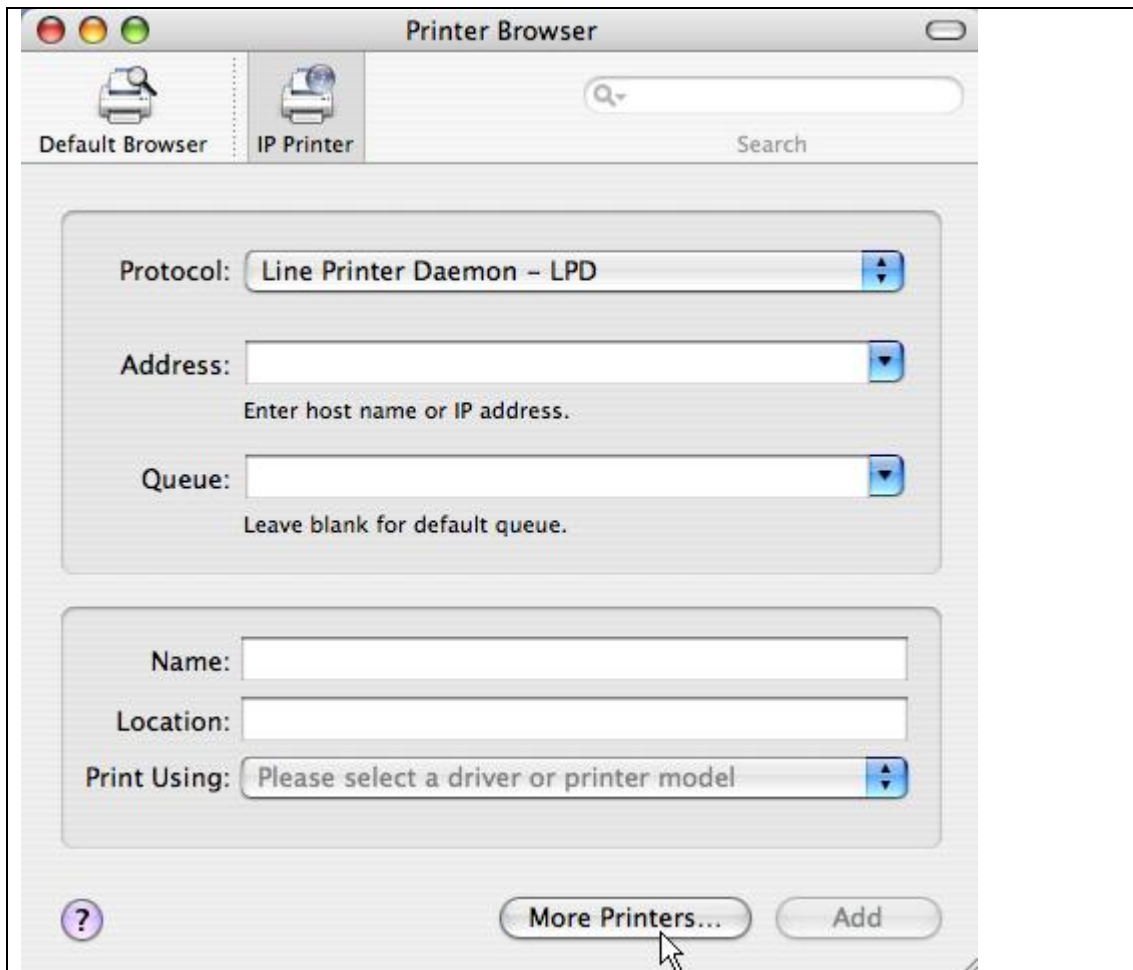 Printer Browser
Default Browser
IP Printer
Search
Protocol: Line Printer Daemon – LPD
Address:
Enter host name or IP address.
Queue:
Leave blank for default queue.
Name:
Location:
Print Using: Please select a driver or printer model
?
More Printers...
Add